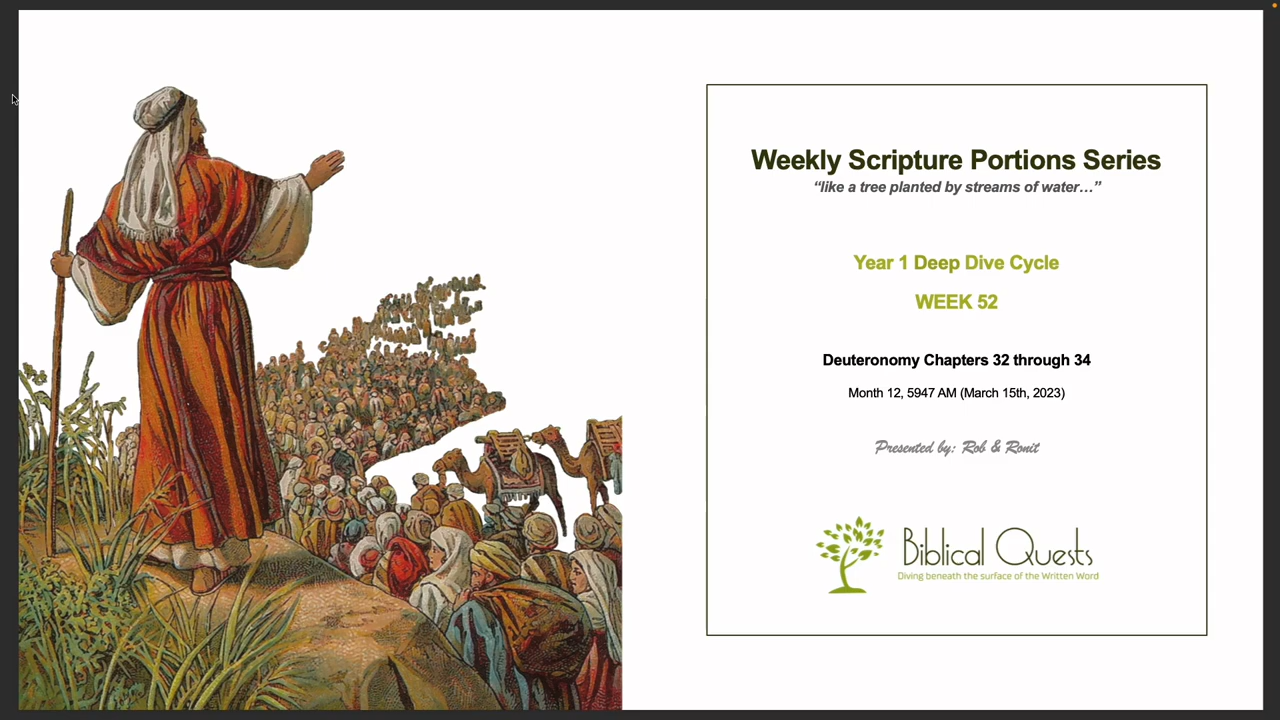 Weekly Scripture Portions Series
“like a tree planted by streams of water…”
Year 1 Deep Dive Cycle
WEEK 52
Deuteronomy Chapters 32 through 34
Month 12, 5947 AM (March 15th, 2023)
Presented by: Rob & Ronit
Biblical Quests
Diving beneath the surface of the Written Word